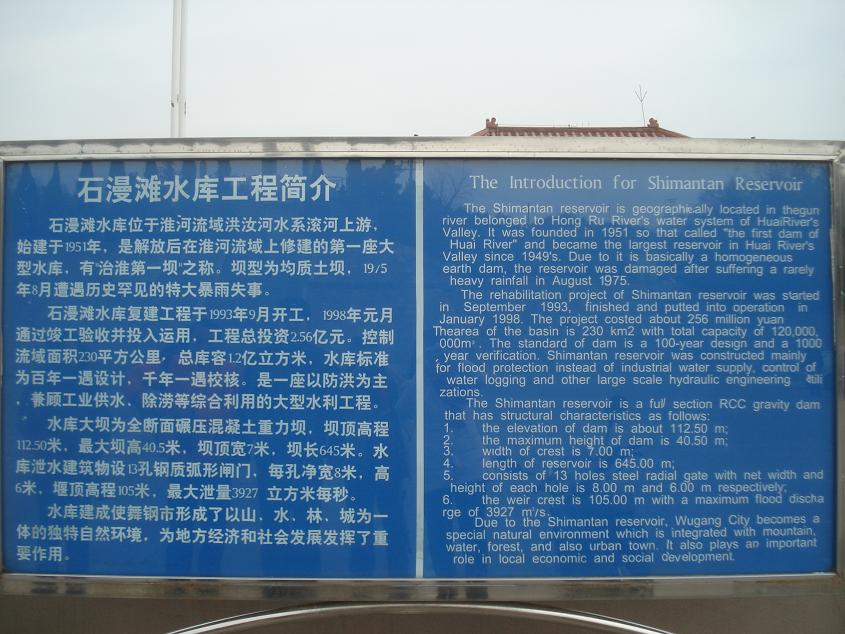 石漫滩水库工程简介
石漫滩水库位于淮河流域洪汝河水系滚河上游，
始建于1951年，是解放后在淮河流域上修建的第一座大
型水库，有"治淮第一坝"之称。坝型为均质土坝，1975
年8月遭遇历史罕见的特大暴雨失事。
石漫滩水库复建工程于1993年9月开工，1998年元月
通过竣工验收并投入运用，工程总投资2.56亿元。控制
流域面积230平方公里，总库容1.2亿立方米，水库标准
为百年一遇设计，千年一遇校核。是一座以防洪为主
，兼顾工业供水、除涝等综合利用的大型水利工程。
水库大坝为全断面碾压混凝土重力坝，坝顶高程
112.50米，最大坝高40.5米，坝顶宽7米，坝长645米。水
库泄水建筑物设13孔钢质弧形闸门，每孔净宽8米，高
6米，堰顶高程105米，最大泄量3927 立方米每秒。
水库建成使舞钢市形成了以山、水、林、城为一
体的独特自然环境，为地方经济和社会发展发挥了重
要作用。
The Introduction for Shimantan Reservoir
The Shimantan reservoir is geographically located in thegun
river belonged to Hong Ru River's water system of HuaiRiver's
Valley. It was founded in 1951 so that called "the first dam of
Huai River" and became the largest reservoir in Huai River's
Valley since 1949's. Due to it is basically a homogeneous
earth dam, the reservoir was damaged after suffering a rarely
heavy rainfall in August 1975.
The rehabilitation project of Shimantan reservoir was started
in September 1993, finished and putted into operation in
January 1998. The project costed about 256 million yuan
Thearea of the basin is 230 km2 with total capacity of 120,000,
000m³. The standard of dam is a 100-year design and a 1000
year verification. Shimantan reservoir was constructed mainly
for flood protection instead of industrial water supply, control of
water logging and other large scale hydraulic engineering utili
zations.
The Shimantan reservoir is a full section RCC gravity dam
that has structural characteristics as follows:
1. the elevation of dam is about 112.50 m;
2. the maximum height of dam is 40.50 m;
3. width of crest is 7.00 m;
4. length of reservoir is 645.00 m;
5. consists of 13 holes steel radial gate with net width and
height of each hole is 8.00 m and 6.00 m respectively;
6. the weir crest is 105.00 m with a maximum flood discha
rge of 3927 m³/s.
Due to the Shimantan reservoir, Wugang City becomes a
special natural environment which is integrated with mountain,
water, forest, and also urban town. It also plays an important
role in local economic and social development.